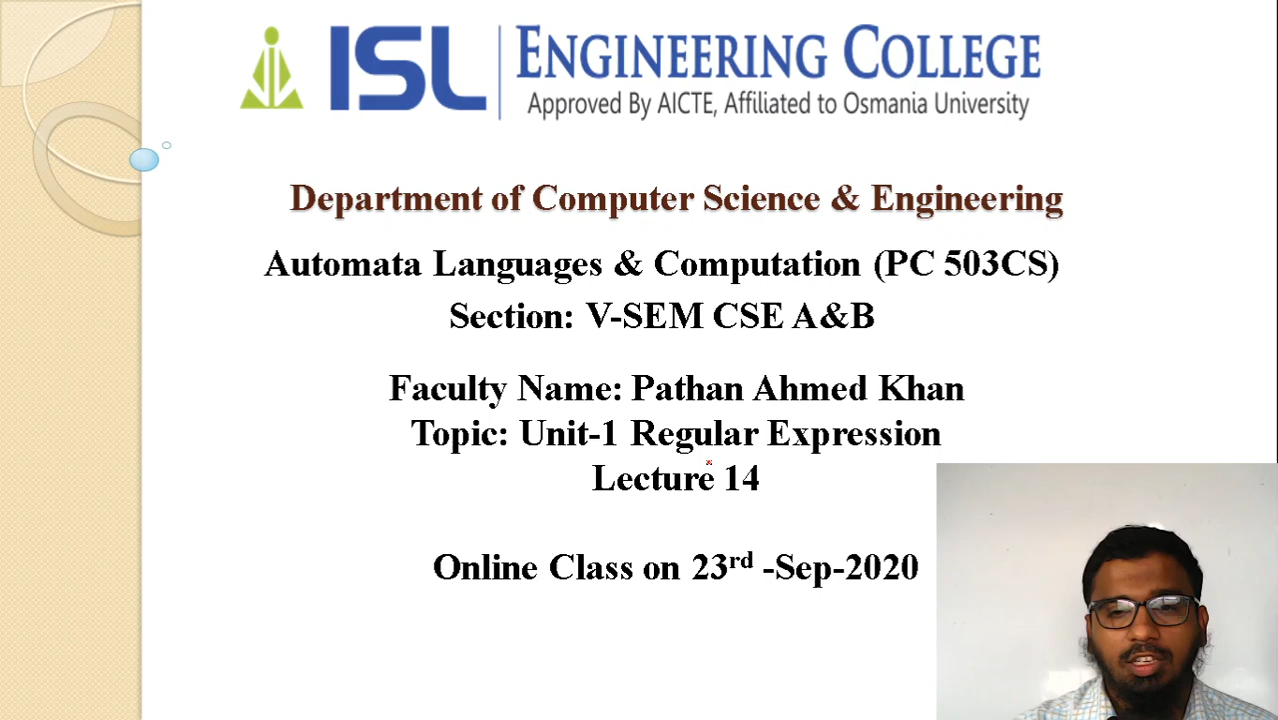 ISL ENGINEERING COLLEGE
Approved By AICTE, Affiliated to Osmania University
Department of Computer Science & Engineering
Automata Languages & Computation (PC 503CS)
Section: V-SEM CSE A&B
Faculty Name: Pathan Ahmed Khan
Topic: Unit-1 Regular Expression
Lecture 14
Online Class on 23rd -Sep-2020